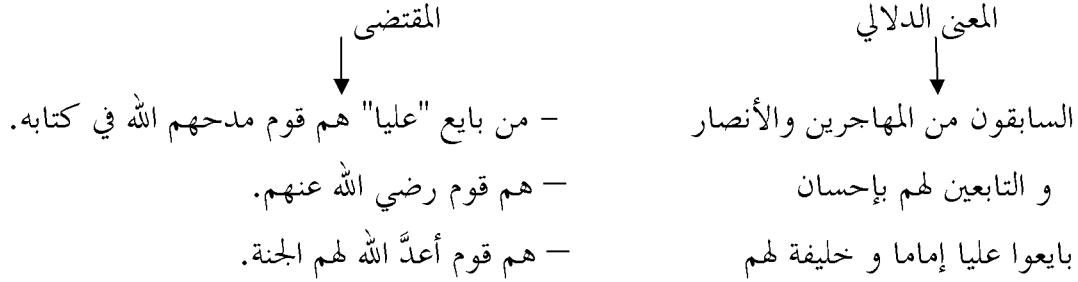 المعنى الدلالي المقتضى
السابقون من المهاجرين والأنصار – من بايع "عليا" هم قوم مدحهم الله في كتابه.
و التابعين لهم بإحسان – هم قوم رضي الله عنهم.
بايعوا عليا إماما و خليفة لهم – هم قوم أعدَّ الله لهم الجنة.